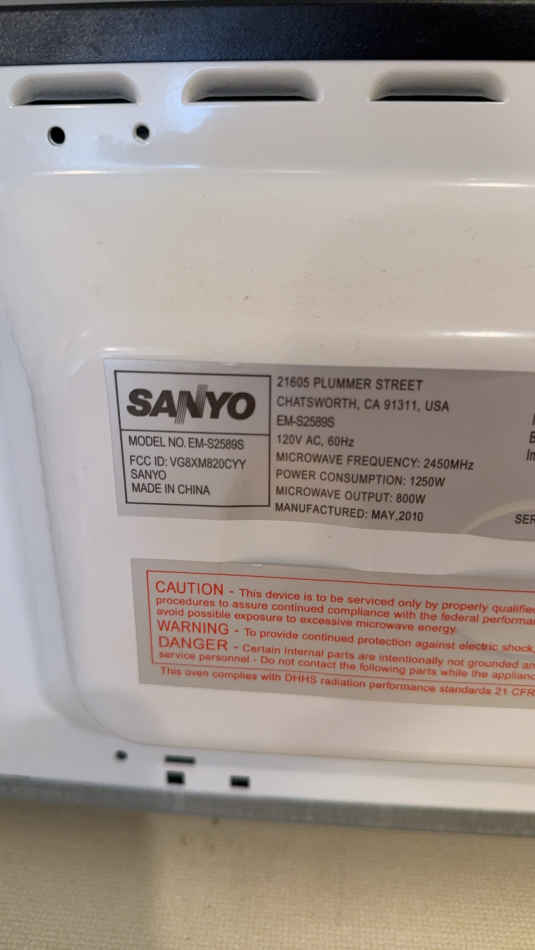 SANYO
MODEL NO. EM-S2589S
FCC ID: VG8XM820CYY
SANYO
MADE IN CHINA
21605 PLUMMER STREET
CHATSWORTH, CA 91311, USA
EM-S2589S
120V AC, 60Hz
MICROWAVE FREQUENCY: 2450MHz
POWER CONSUMPTION: 1250W
MICROWAVE OUTPUT: 800W
MANUFACTURED: MAY,2010
SER
CAUTION - This device is to be serviced only by properly qualified
procedures to assure continued compliance with the federal performa
avoid possible exposure to excessive microwave energy.
WARNING - To provide continued protection against electric shock,
DANGER - Certain internal parts are intentionally not grounded an
service personnel - Do not contact the following parts while the applianc
This oven complies with DHHS radiation performance standards 21 CFR